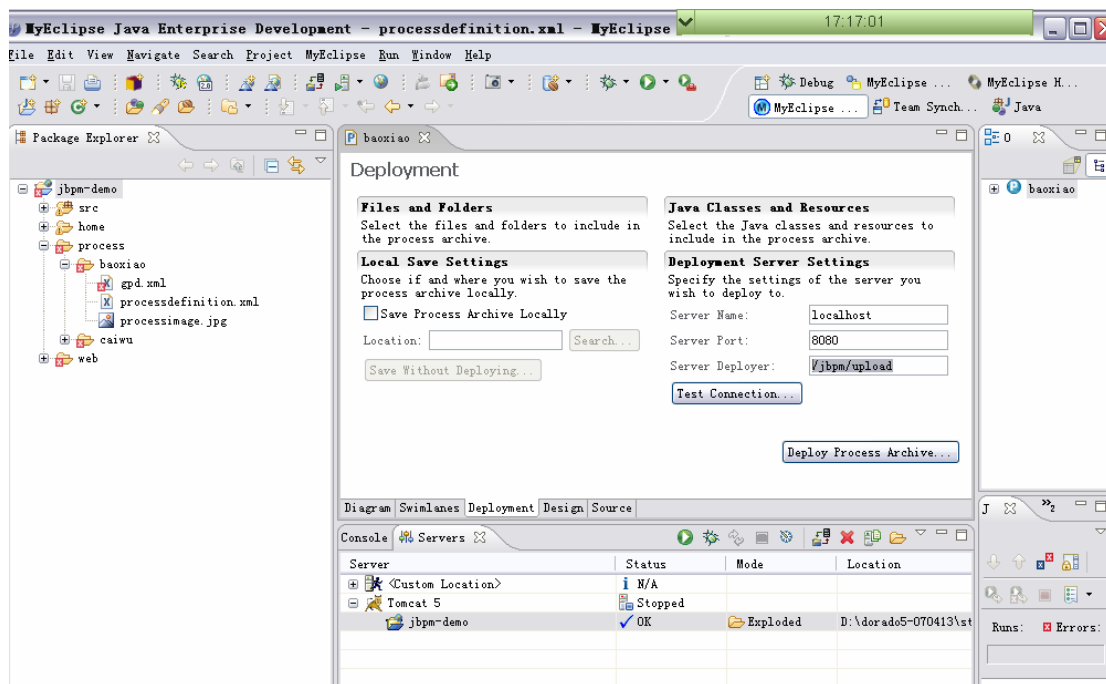 MyEclipse Java Enterprise Development - processdefinition.xml - MyEclipse
17:17:01
File Edit View Navigate Search Project MyEclipse Run Window Help
Debug MyEclipse ... MyEclipse H...
MyEclipse ... Team Synch... Java
Package Explorer
baoxiao
O
jbpm-demo
src
home
process
baoxiao
gpd.xml
processdefinition.xml
processimage.jpg
caiwu
web
Deployment
Files and Folders
Select the files and folders to include in
the process archive.
Local Save Settings
Choose if and where you wish to save the
process archive locally.
Save Process Archive Locally
Location: Search...
Save Without Deploying...
Java Classes and Resources
Select the Java classes and resources to
include in the process archive.
Deployment Server Settings
Specify the settings of the server you
wish to deploy to.
Server Name: localhost
Server Port: 8080
Server Deployer: /jbpm/upload
Test Connection...
Deploy Process Archive...
baoxiao
Diagram Swimlanes Deployment Design Source
Console Servers
Server Status Mode Location
<Custom Location> N/A
Tomcat 5 Stopped
jbpm-demo OK Exploded D:\dorado5-070413\st
J »2
Runs: Errors: